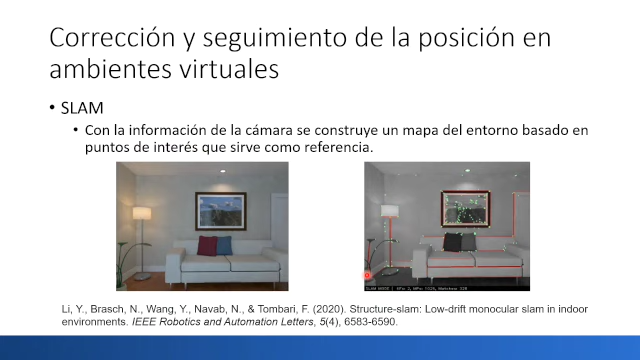 Corrección y seguimiento de la posición en
ambientes virtuales
• SLAM
• Con la información de la cámara se construye un mapa del entorno basado en
puntos de interés que sirve como referencia.
Li, Y., Brasch, N., Wang, Y., Navab, N., & Tombari, F. (2020). Structure-slam: Low-drift monocular slam in indoor
environments. IEEE Robotics and Automation Letters, 5(4), 6583-6590.